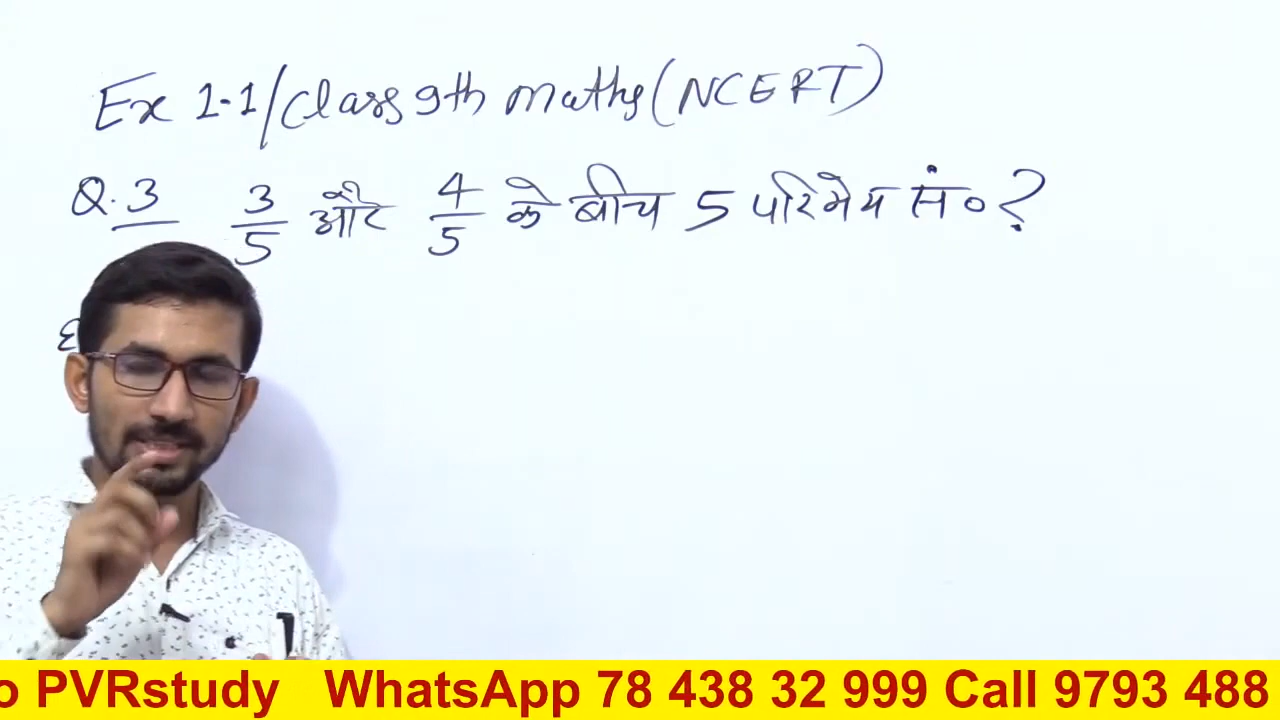 Ex 1.1/Class 9th maths (NCERT)
Q.3 3/5 और 4/5 के बीच 5 परिमेय सं० ?
o PVRstudy WhatsApp 78 438 32 999 Call 9793 488